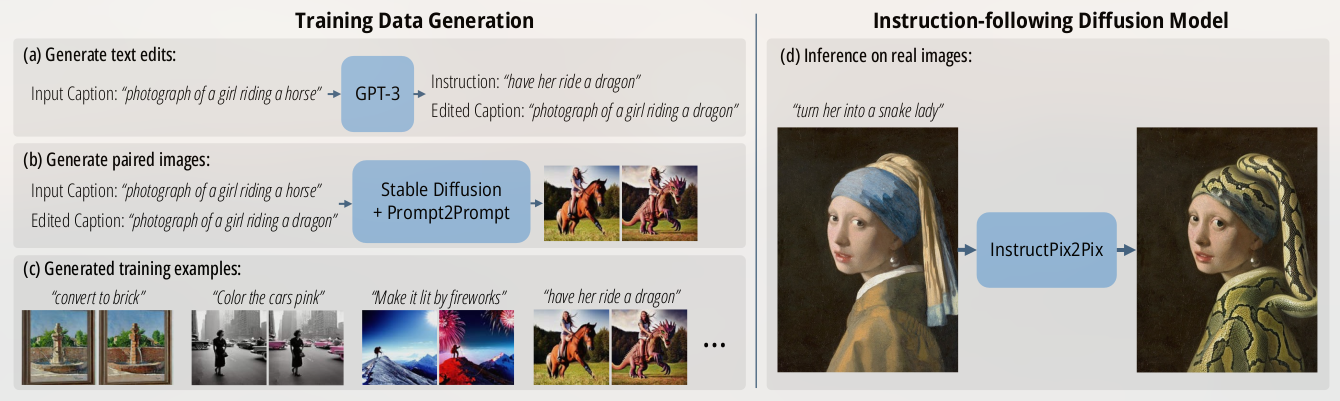 Training Data Generation
(a) Generate text edits:
Input Caption: “photograph of a girl riding a horse”
GPT-3
Instruction: “have her ride a dragon”
Edited Caption: “photograph of a girl riding a dragon”
(b) Generate paired images:
Input Caption: “photograph of a girl riding a horse”
Edited Caption: “photograph of a girl riding a dragon”
Stable Diffusion
+ Prompt2Prompt
(c) Generated training examples:
“convert to brick”
“Color the cars pink”
“Make it lit by fireworks”
“have her ride a dragon”
...
Instruction-following Diffusion Model
(d) Inference on real images:
“turn her into a snake lady”
InstructPix2Pix